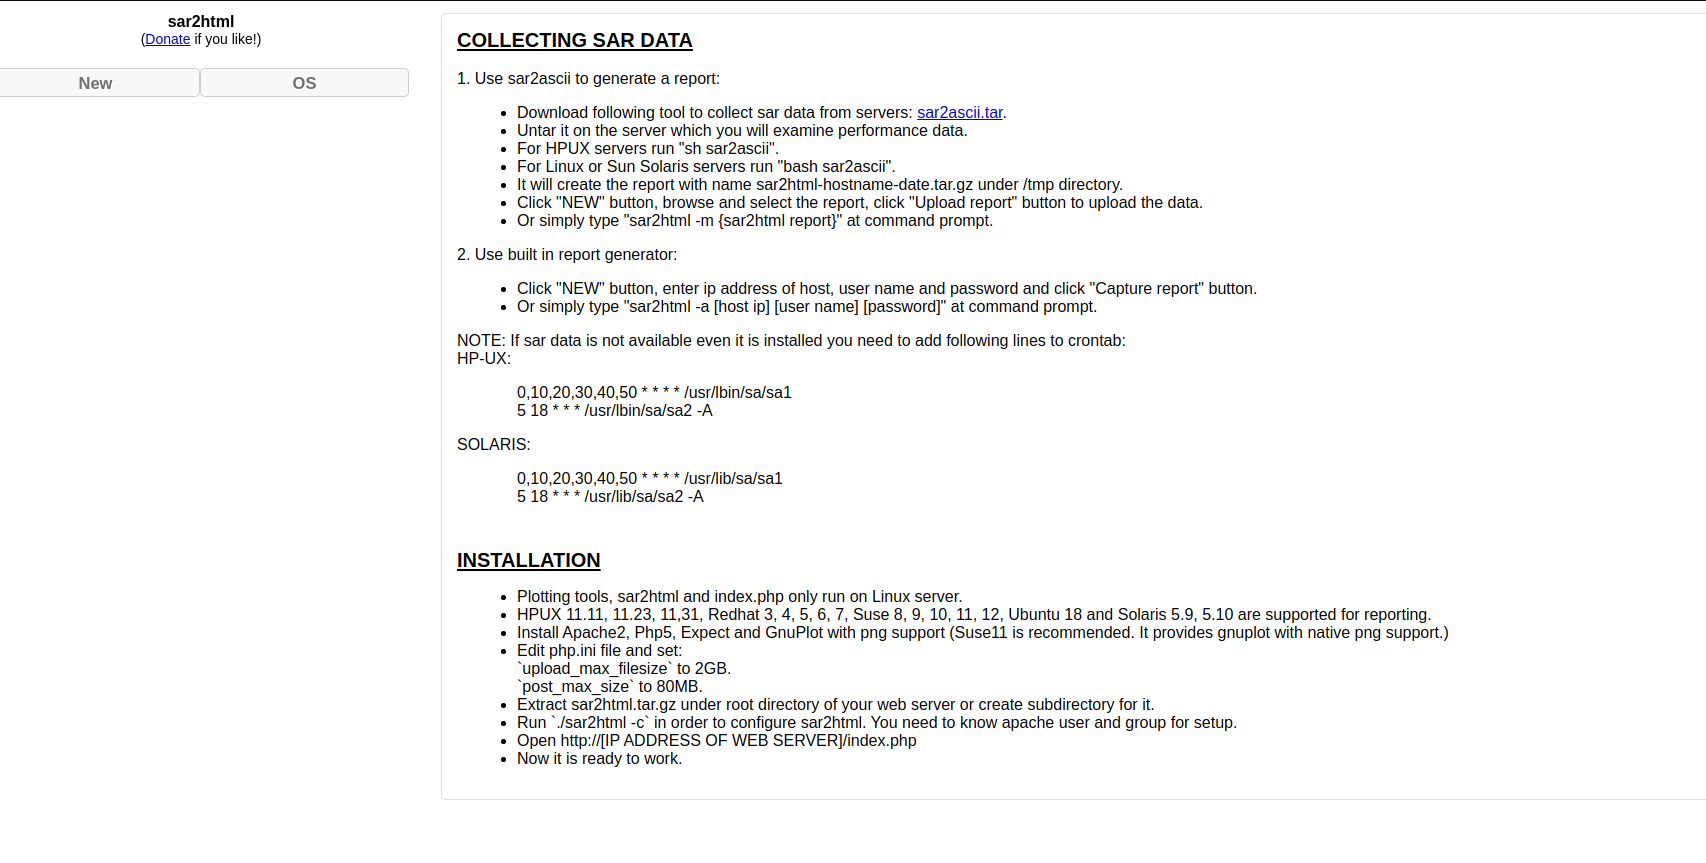 sar2html
(Donate if you like!)
New
OS
COLLECTING SAR DATA
1. Use sar2ascii to generate a report:
Download following tool to collect sar data from servers: sar2ascii.tar.
Untar it on the server which you will examine performance data.
For HPUX servers run "sh sar2ascii".
For Linux or Sun Solaris servers run "bash sar2ascii".
It will create the report with name sar2html-hostname-date.tar.gz under /tmp directory.
Click "NEW" button, browse and select the report, click "Upload report" button to upload the data.
Or simply type "sar2html -m {sar2html report}" at command prompt.
2. Use built in report generator:
Click "NEW" button, enter ip address of host, user name and password and click "Capture report" button.
Or simply type "sar2html -a [host ip] [user name] [password]" at command prompt.
NOTE: If sar data is not available even it is installed you need to add following lines to crontab:
HP-UX:
0,10,20,30,40,50 * * * * /usr/lbin/sa/sa1
5 18 * * * /usr/lbin/sa/sa2 -A
SOLARIS:
0,10,20,30,40,50 * * * * /usr/lib/sa/sa1
5 18 * * * /usr/lib/sa/sa2 -A
INSTALLATION
Plotting tools, sar2html and index.php only run on Linux server.
HPUX 11.11, 11.23, 11,31, Redhat 3, 4, 5, 6, 7, Suse 8, 9, 10, 11, 12, Ubuntu 18 and Solaris 5.9, 5.10 are supported for reporting.
Install Apache2, Php5, Expect and GnuPlot with png support (Suse11 is recommended. It provides gnuplot with native png support.)
Edit php.ini file and set:
`upload_max_filesize` to 2GB.
`post_max_size` to 80MB.
Extract sar2html.tar.gz under root directory of your web server or create subdirectory for it.
Run `./sar2html -c` in order to configure sar2html. You need to know apache user and group for setup.
Open http://[IP ADDRESS OF WEB SERVER]/index.php
Now it is ready to work.